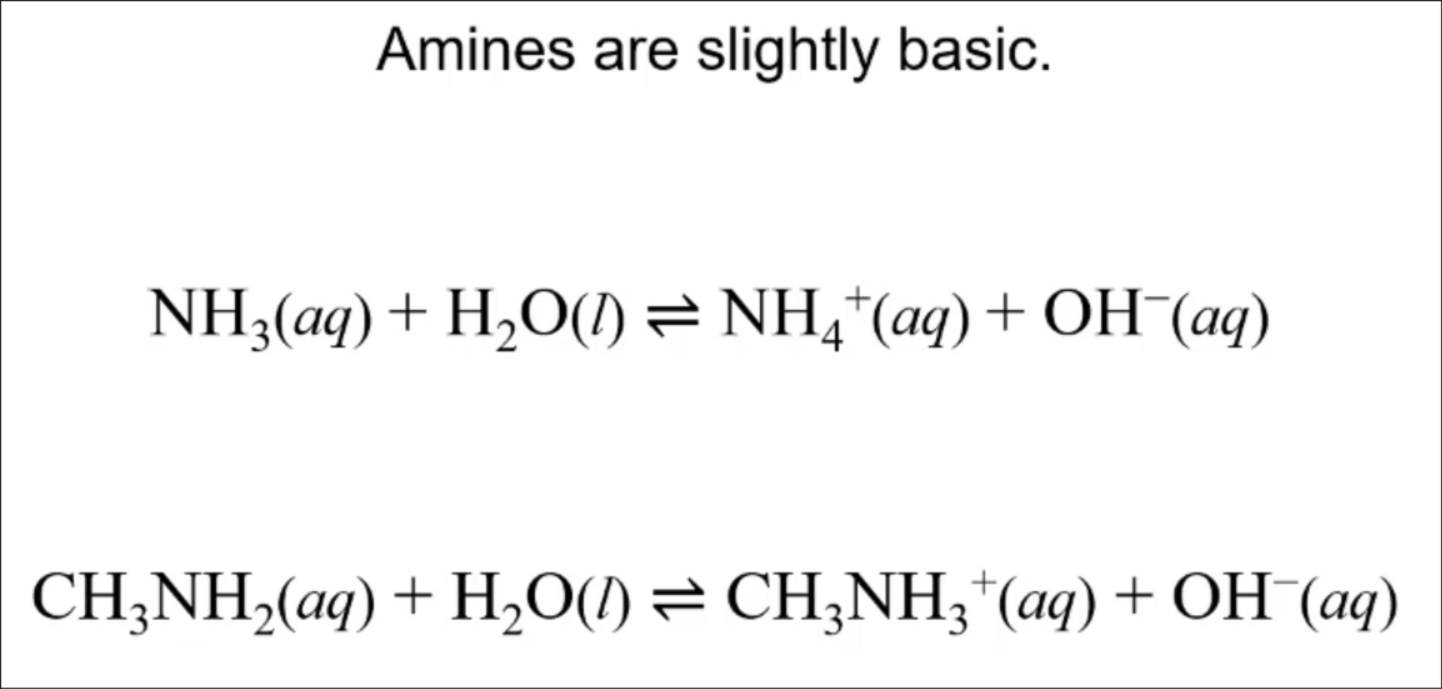 Amines are slightly basic.
NH₃(aq) + H₂O(l) ⇌ NH₄⁺(aq) + OH⁻(aq)
CH₃NH₂(aq) + H₂O(l) ⇌ CH₃NH₃⁺(aq) + OH⁻(aq)